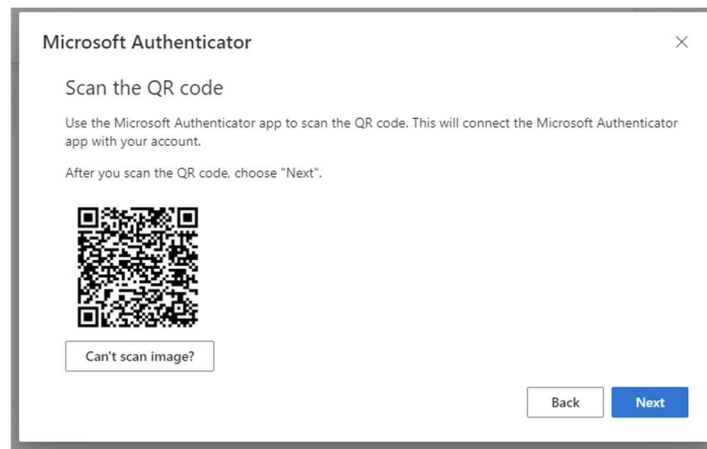 Microsoft Authenticator
Scan the QR code
Use the Microsoft Authenticator app to scan the QR code. This will connect the Microsoft Authenticator
app with your account.
After you scan the QR code, choose "Next".
Can't scan image?
Back
Next